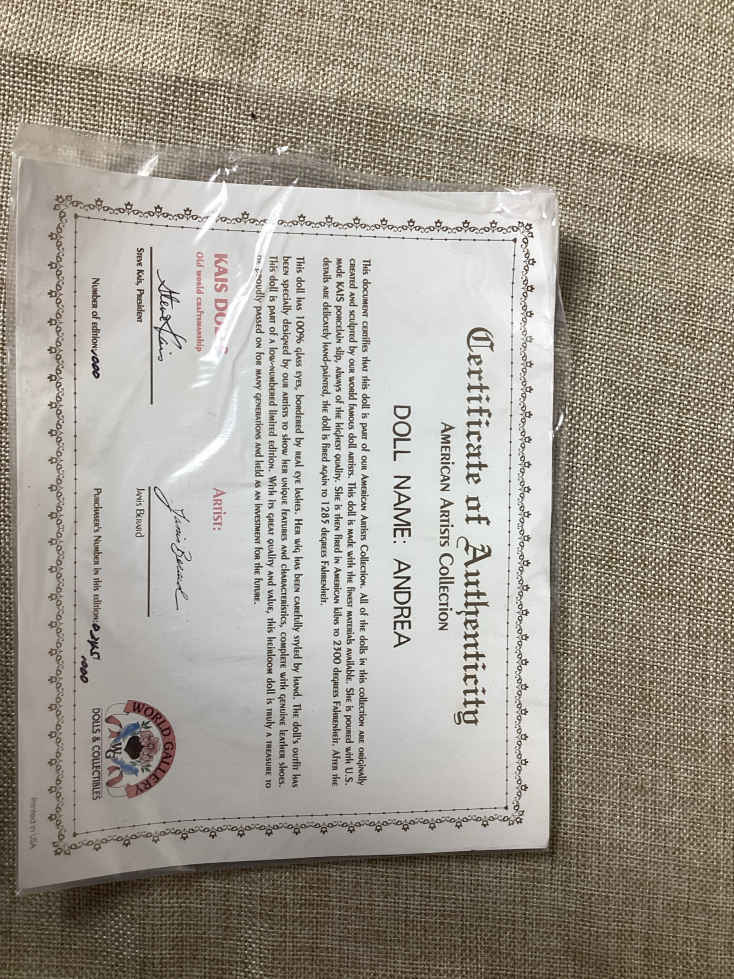 Certificate of Authenticity
American Artists Collection
DOLL NAME: ANDREA
This document certifies that this doll is part of our American Artists Collection. All of the dolls in this collection are originally
created and sculpted by our world famous doll artists. This doll is made with the finest materials available. She is poured with U.S.
made KAIS porcelain slip, always of the highest quality. She is then fired in American kilns to 2300 degrees Fahrenheit. After the
details are delicately hand-painted, the doll is fired again to 1285 degrees Fahrenheit.
This doll has 100% glass eyes, bordered by real eye lashes. Her wig has been carefully styled by hand. The doll's outfit has
been specially designed by our artists to show her unique features and characteristics, complete with genuine leather shoes.
This doll is part of a low-numbered limited edition. With its great quality and value, this heirloom doll is truly a treasure to
proudly passed on for many generations and held as an investment for the future.
KAIS
Old world craftsmanship
Artist:
Steve Kais
Janis Berard
Steve Kais, President
Janis Berard
Number of edition
Purchaser's Number in this edition:
WORLD GALLERY
WG
DOLLS & COLLECTIBLES
Printed in USA